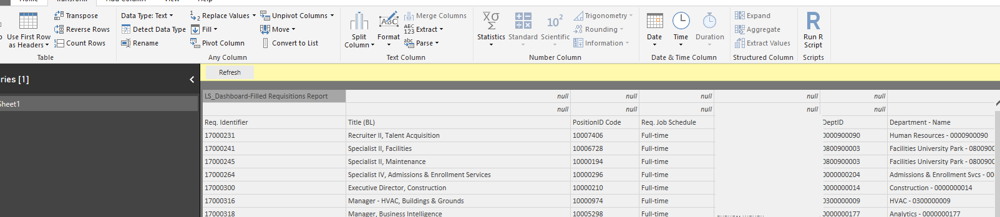 Home Transform Add Column View Help
Transpose Data Type: Text Replace Values Unpivot Columns Merge Columns Trigonometry Expand
Use First Row as Headers Reverse Rows Detect Data Type Fill Move Split Column Format Extract Statistics Standard Scientific Rounding Date Time Duration Aggregate Run R Script
Count Rows Rename Pivot Column Convert to List Parse Information Extract Values
Table Any Column Text Column Number Column Date & Time Column Structured Column Scripts
ries [1] Refresh
Sheet1
LS_Dashboard-Filled Requisitions Report null null null null null
null null null null null
Req. Identifier Title (BL) PositionID Code Req. Job Schedule DeptID Department - Name
17000231 Recruiter II, Talent Acquisition 10007406 Full-time 0000900090 Human Resources - 0000900090
17000241 Specialist II, Facilities 10006728 Full-time 0800900003 Facilities University Park - 080090
17000245 Specialist II, Maintenance 10000194 Full-time 0800900003 Facilities University Park - 080090
17000264 Specialist IV, Admissions & Enrollment Services 10000296 Full-time 0000000204 Admissions & Enrollment Svcs - 00
17000300 Executive Director, Construction 10000210 Full-time 0000000014 Construction - 0000000014
17000316 Manager - HVAC, Buildings & Grounds 10000974 Full-time 0300000009 HVAC - 0300000009
17000318 Manager, Business Intelligence 10005298 Full-time 0000000177 Analytics - 0000000177